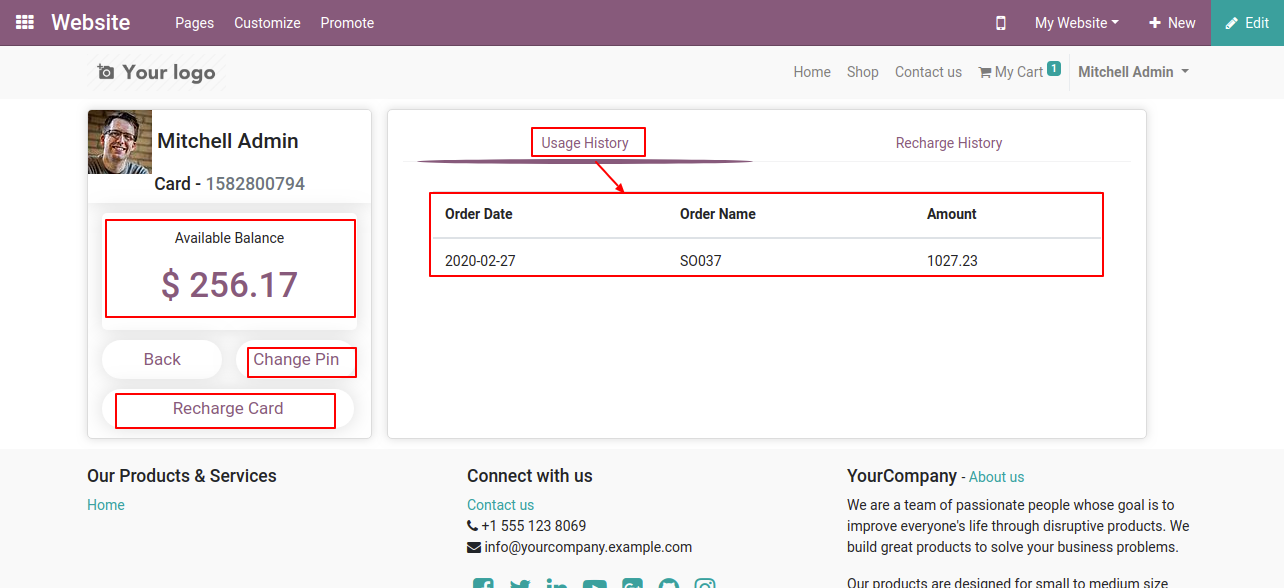 Website Pages Customize Promote My Website + New Edit
Your logo Home Shop Contact us My Cart 1 Mitchell Admin
Mitchell Admin
Card - 1582800794
Available Balance
$ 256.17
Back Change Pin
Recharge Card
Usage History Recharge History
Order Date Order Name Amount
2020-02-27 SO037 1027.23
Our Products & Services
Home
Connect with us
Contact us
+1 555 123 8069
info@yourcompany.example.com
YourCompany - About us
We are a team of passionate people whose goal is to
improve everyone's life through disruptive products. We
build great products to solve your business problems.
Our products are designed for small to medium size